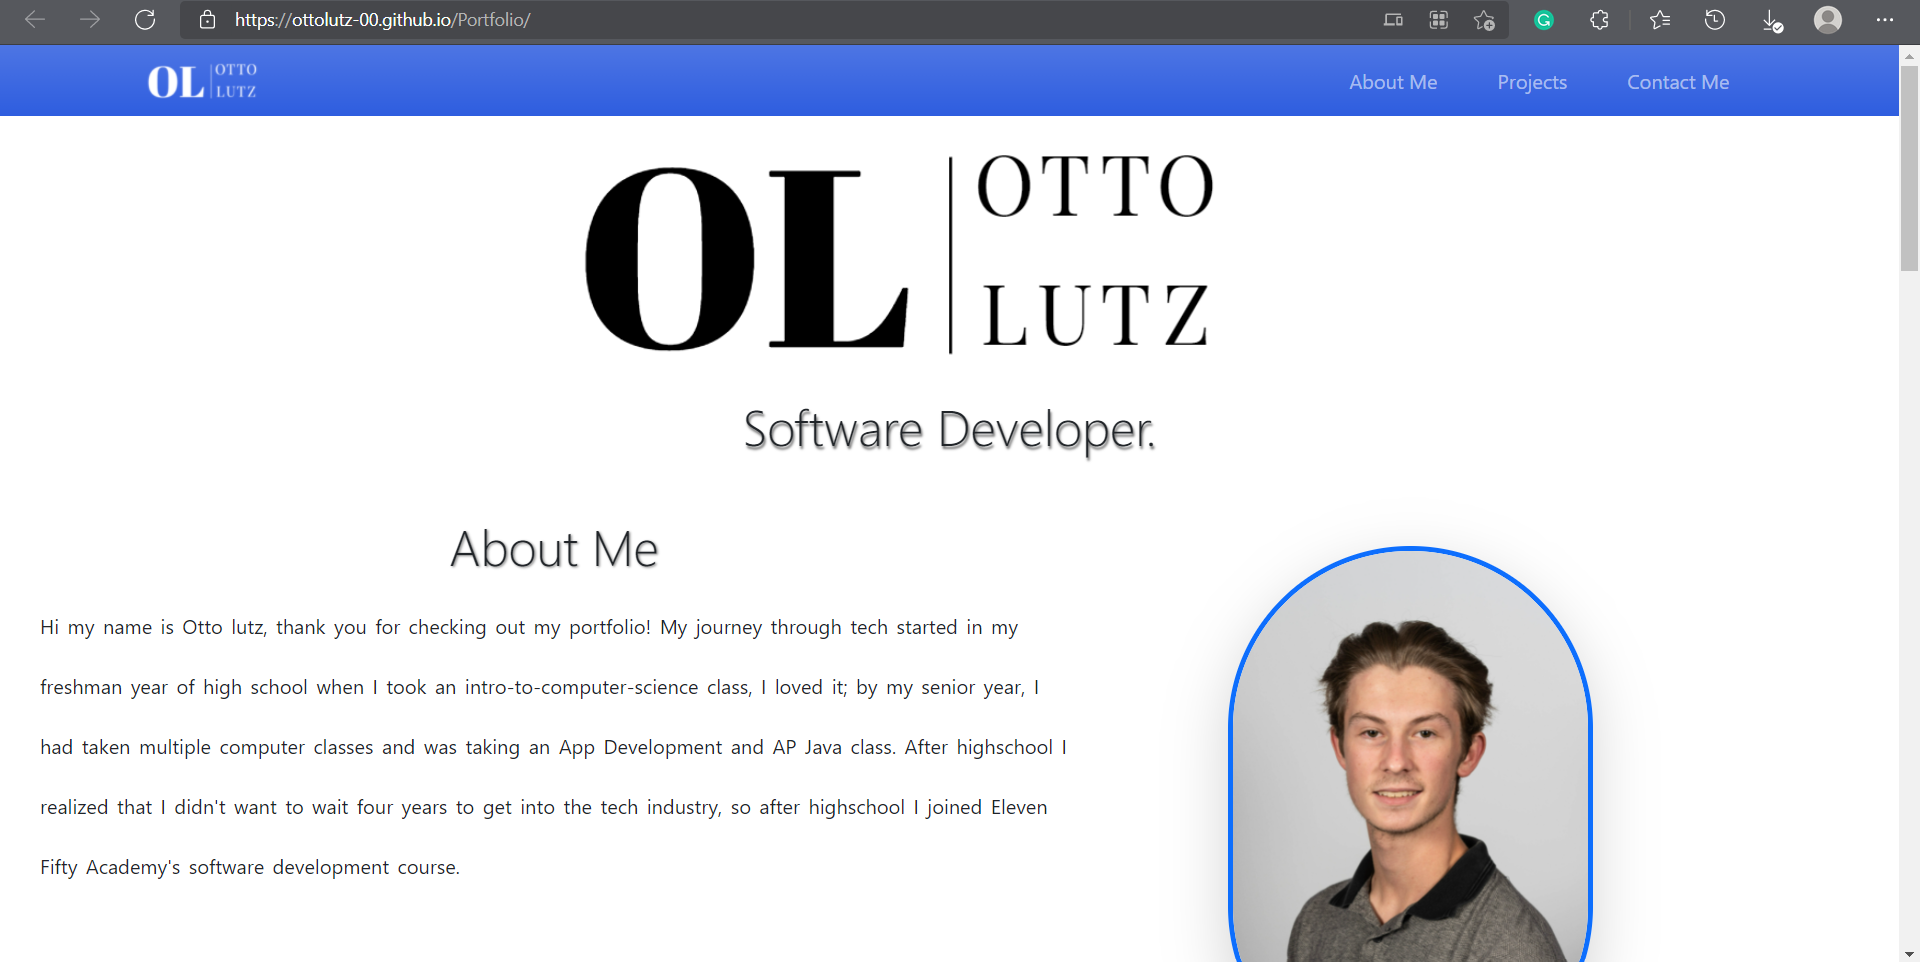 https://ottolutz-00.github.io/Portfolio/
OL OTTO
LUTZ
About Me Projects Contact Me
OL OTTO
LUTZ
Software Developer.
About Me
Hi my name is Otto lutz, thank you for checking out my portfolio! My journey through tech started in my
freshman year of high school when I took an intro-to-computer-science class, I loved it; by my senior year, I
had taken multiple computer classes and was taking an App Development and AP Java class. After highschool I
realized that I didn't want to wait four years to get into the tech industry, so after highschool I joined Eleven
Fifty Academy's software development course.